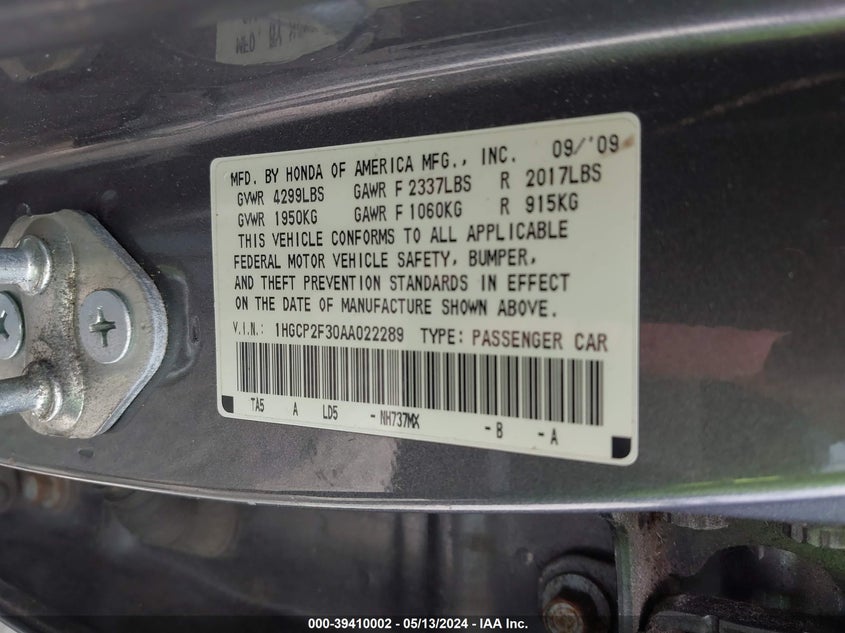 MFD. BY HONDA OF AMERICA MFG., INC. 09/'09
GVWR 4299LBS GAWR F 2337LBS R 2017LBS
GVWR 1950KG GAWR F 1060KG R 915KG
THIS VEHICLE CONFORMS TO ALL APPLICABLE
FEDERAL MOTOR VEHICLE SAFETY, BUMPER,
AND THEFT PREVENTION STANDARDS IN EFFECT
ON THE DATE OF MANUFACTURE SHOWN ABOVE.
V.I.N.: 1HGCP2F30AA022289 TYPE: PASSENGER CAR
TA5 A LD5 -NH737MX -B -A
000-39410002 - 05/13/2024 - IAA Inc.